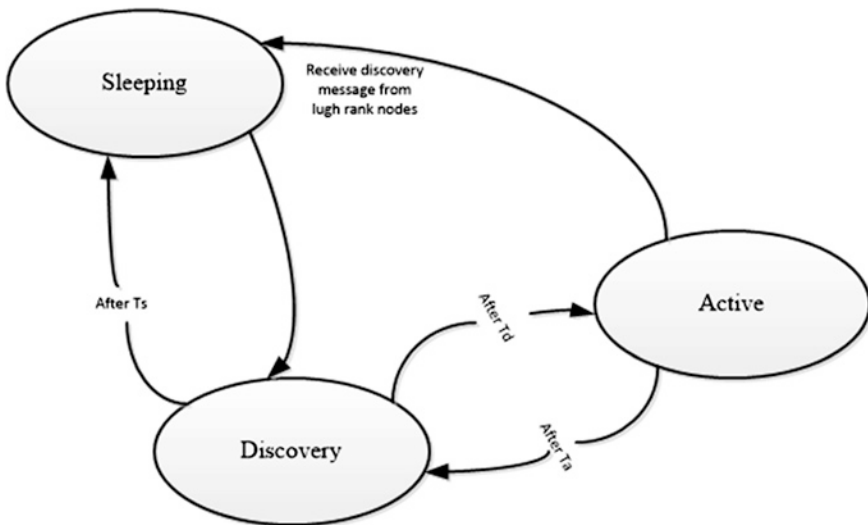 Sleeping
Receive discovery
message from
lugh rank nodes
Active
After Ts
After Td
After Ta
Discovery